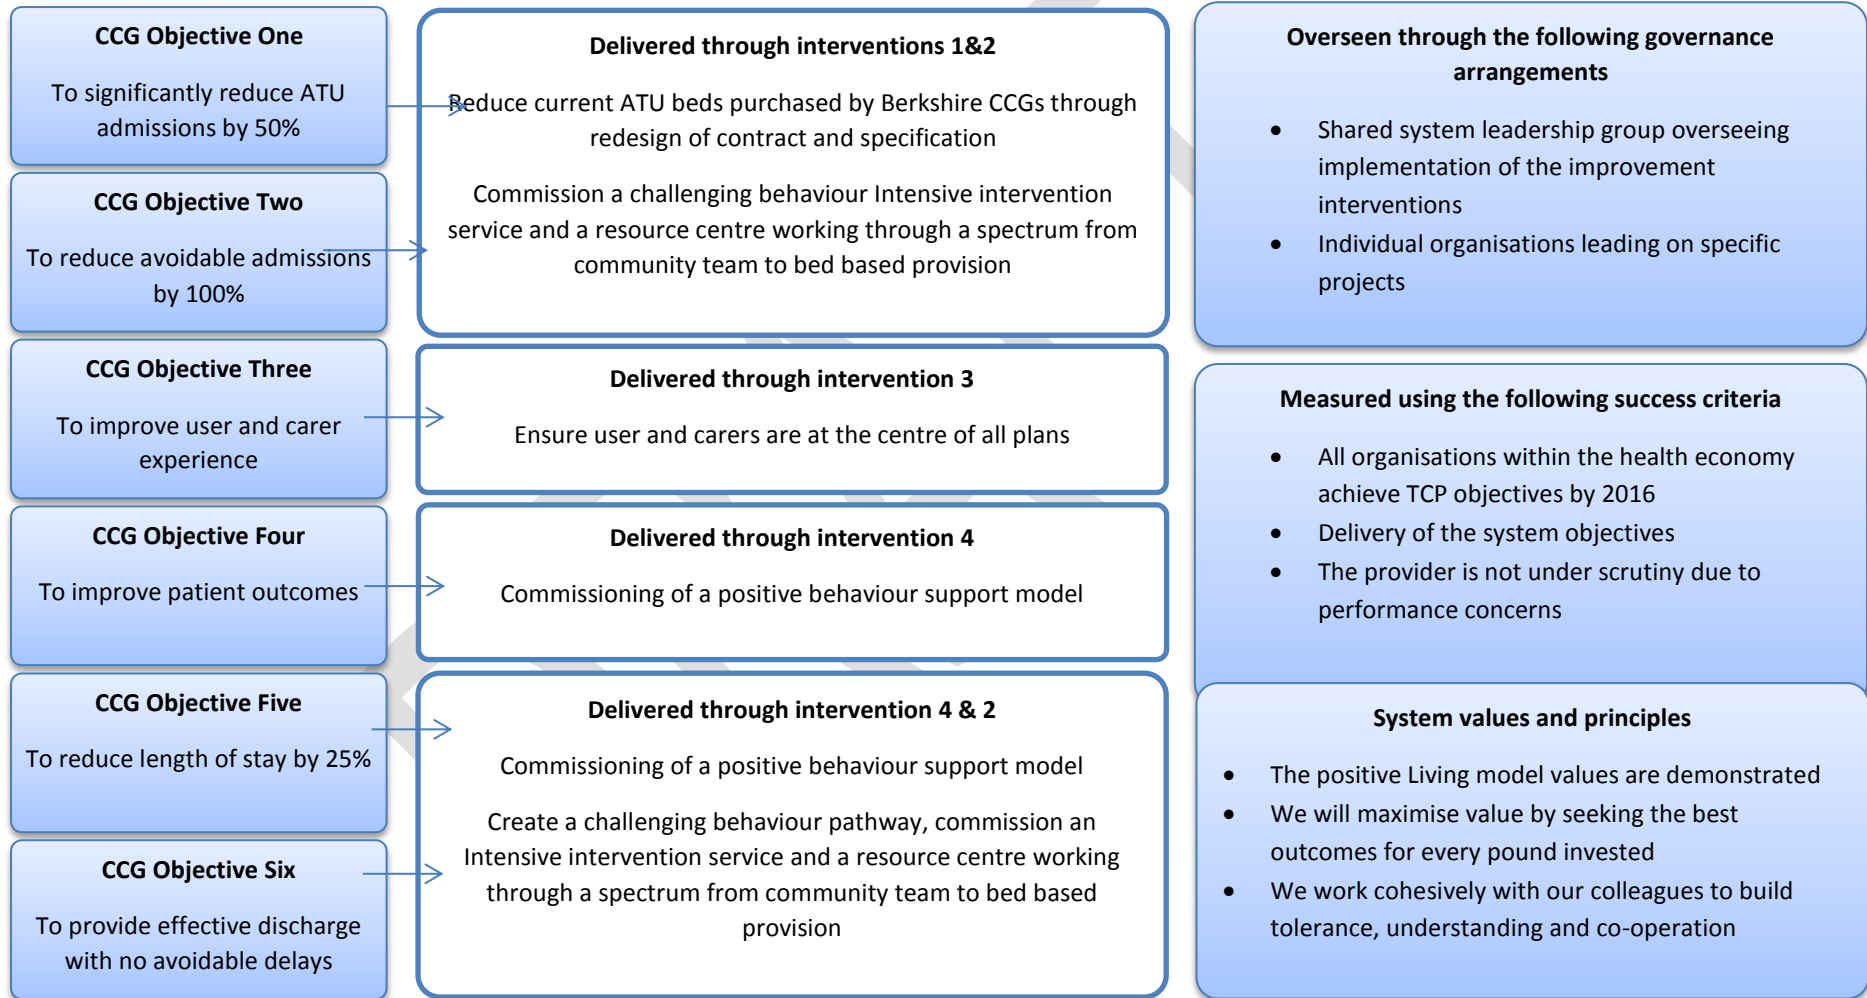 CCG Objective One
To significantly reduce ATU
admissions by 50%
CCG Objective Two
To reduce avoidable admissions
by 100%
CCG Objective Three
To improve user and carer
experience
CCG Objective Four
To improve patient outcomes
CCG Objective Five
To reduce length of stay by 25%
CCG Objective Six
To provide effective discharge
with no avoidable delays
Delivered through interventions 1&2
Reduce current ATU beds purchased by Berkshire CCGs through
redesign of contract and specification
Commission a challenging behaviour Intensive intervention
service and a resource centre working through a spectrum from
community team to bed based provision
Delivered through intervention 3
Ensure user and carers are at the centre of all plans
Delivered through intervention 4
Commissioning of a positive behaviour support model
Delivered through intervention 4 & 2
Commissioning of a positive behaviour support model
Create a challenging behaviour pathway, commission an
Intensive intervention service and a resource centre working
through a spectrum from community team to bed based
provision
Overseen through the following governance
arrangements
• Shared system leadership group overseeing
implementation of the improvement
interventions
• Individual organisations leading on specific
projects
Measured using the following success criteria
• All organisations within the health economy
achieve TCP objectives by 2016
• Delivery of the system objectives
• The provider is not under scrutiny due to
performance concerns
System values and principles
• The positive Living model values are demonstrated
• We will maximise value by seeking the best
outcomes for every pound invested
• We work cohesively with our colleagues to build
tolerance, understanding and co-operation